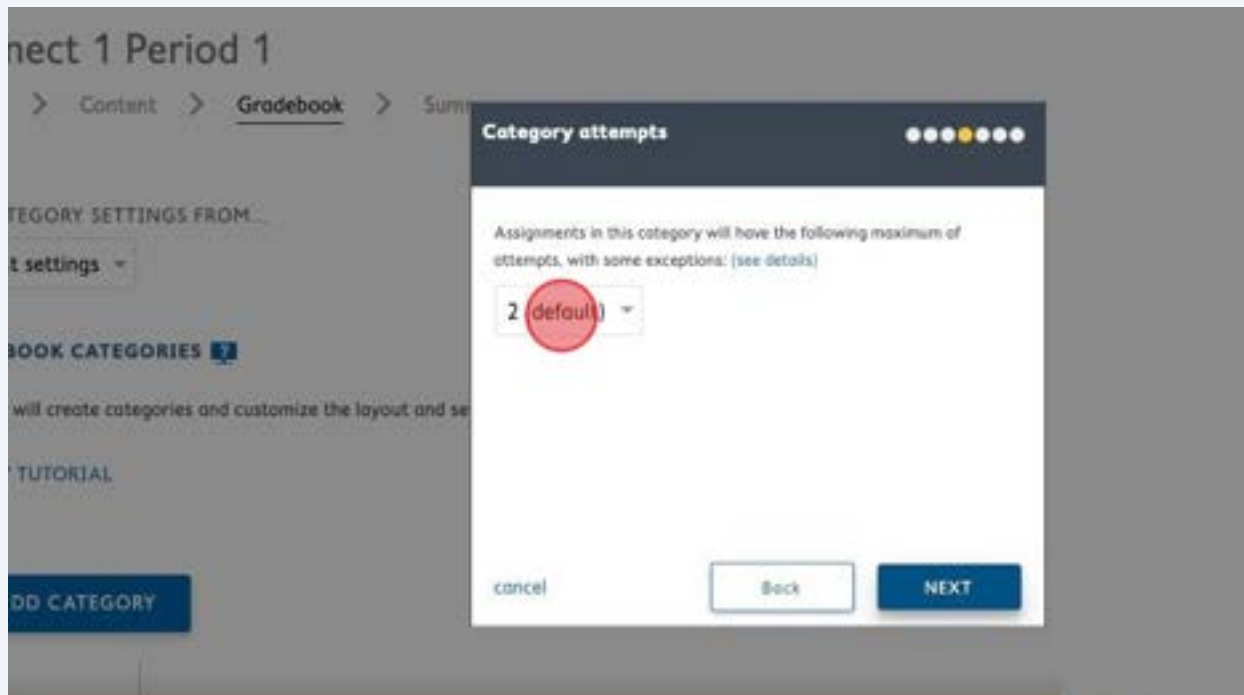 nect 1 Period 1
> Content > Gradebook > Summ
Category attempts
TEGORY SETTINGS FROM...
t settings
Assignments in this category will have the following maximum of
attempts, with some exceptions: (see details)
2 (default)
BOOK CATEGORIES ?
will create categories and customize the layout and se
TUTORIAL
DD CATEGORY
cancel
Back
NEXT